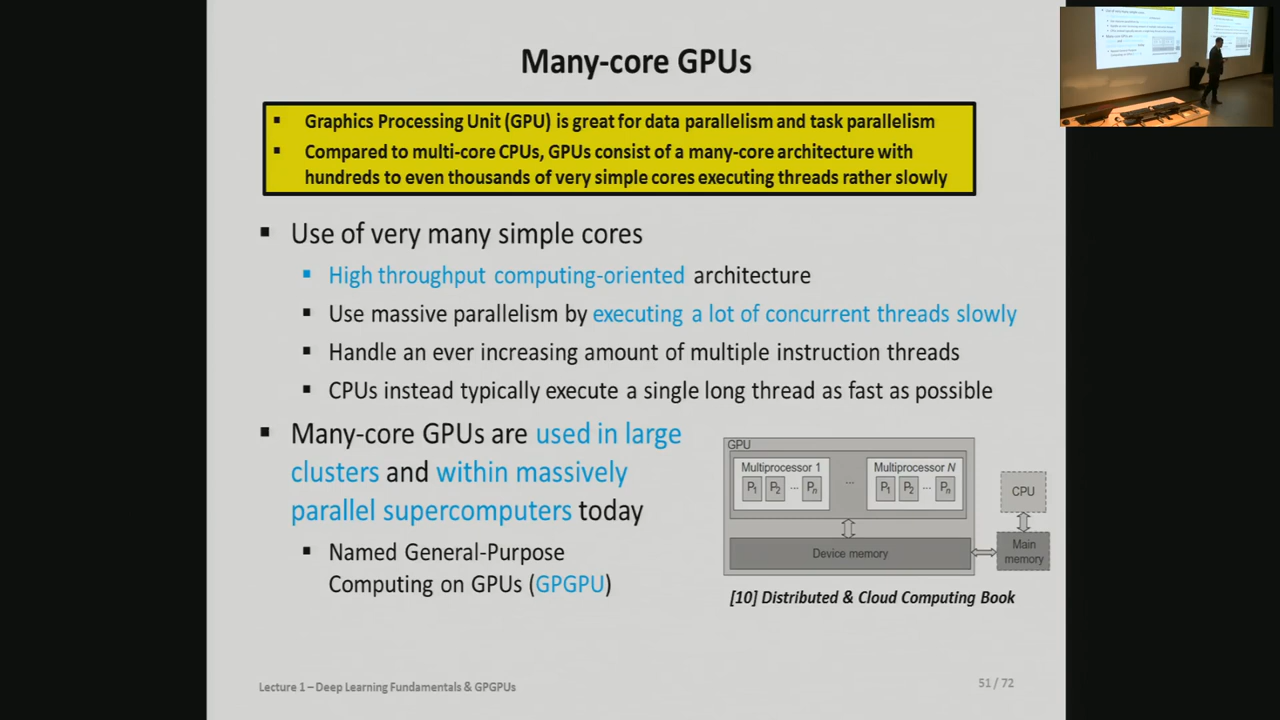 Many-core GPUs
▪ Graphics Processing Unit (GPU) is great for data parallelism and task parallelism
▪ Compared to multi-core CPUs, GPUs consist of a many-core architecture with
hundreds to even thousands of very simple cores executing threads rather slowly
▪ Use of very many simple cores
▪ High throughput computing-oriented architecture
▪ Use massive parallelism by executing a lot of concurrent threads slowly
▪ Handle an ever increasing amount of multiple instruction threads
▪ CPUs instead typically execute a single long thread as fast as possible
▪ Many-core GPUs are used in large
clusters and within massively
parallel supercomputers today
▪ Named General-Purpose
Computing on GPUs (GPGPU)
GPU
Multiprocessor 1
P1 P2 ... Pn
...
Multiprocessor N
P1 P2 ... Pn
Device memory
CPU
Main
memory
[10] Distributed & Cloud Computing Book
Lecture 1 – Deep Learning Fundamentals & GPGPUs
51 / 72